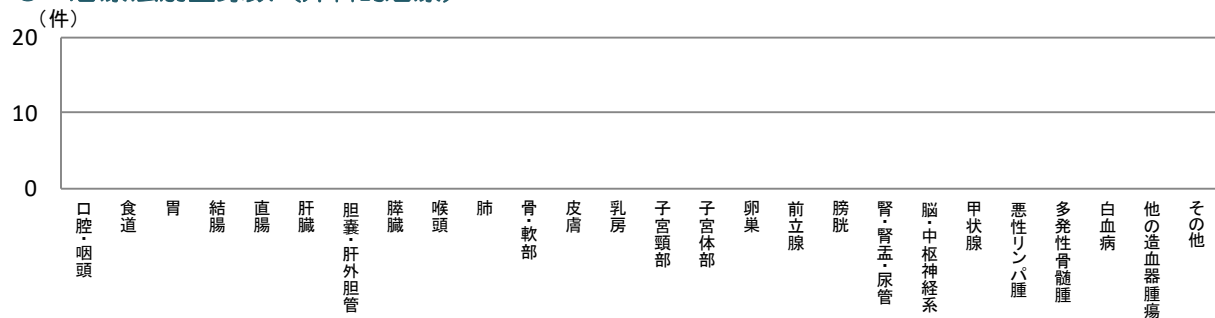 （件）
20
10
0
口腔・咽頭
食道
胃
結腸
直腸
肝臓
胆嚢・肝外胆管
膵臓
喉頭
肺
骨・軟部
皮膚
乳房
子宮頸部
子宮体部
卵巣
前立腺
膀胱
腎・腎盂・尿管
脳・中枢神経系
甲状腺
悪性リンパ腫
多発性骨髄腫
白血病
他の造血器腫瘍
その他